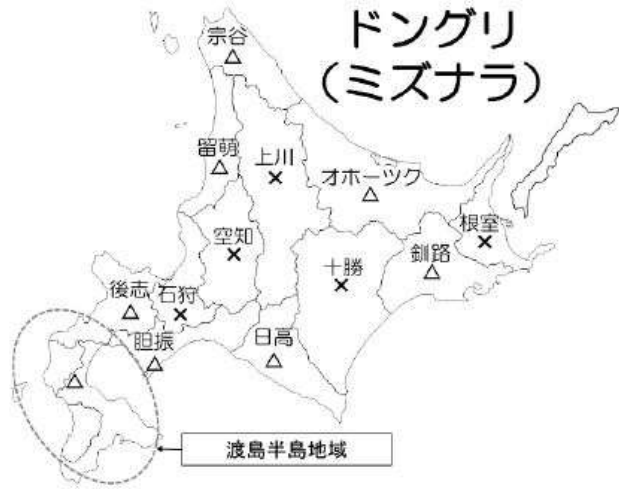 ドングリ
（ミズナラ）
宗谷
△
留萌
△
上川
×
オホーツク
△
根室
×
釧路
△
空知
×
十勝
×
後志
△
石狩
×
胆振
△
日高
△
△
渡島半島地域